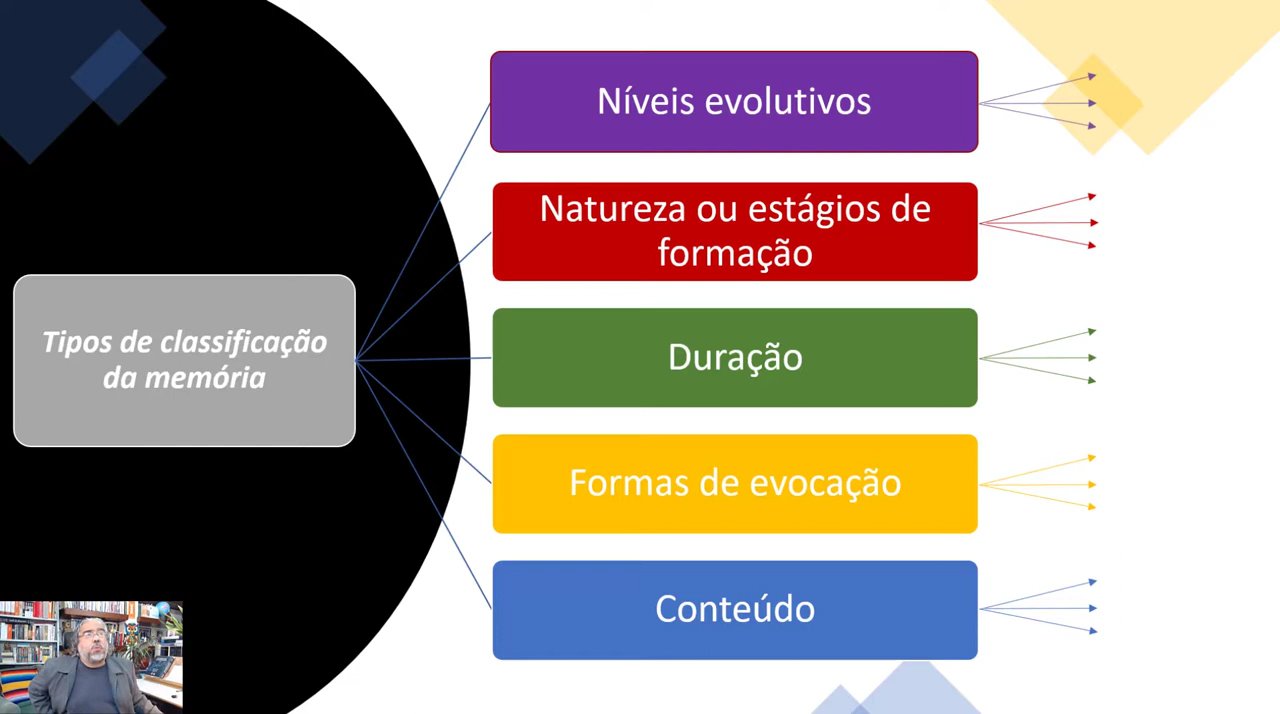 Níveis evolutivos
Natureza ou estágios de
formação
Tipos de classificação
da memória
Duração
Formas de evocação
Conteúdo